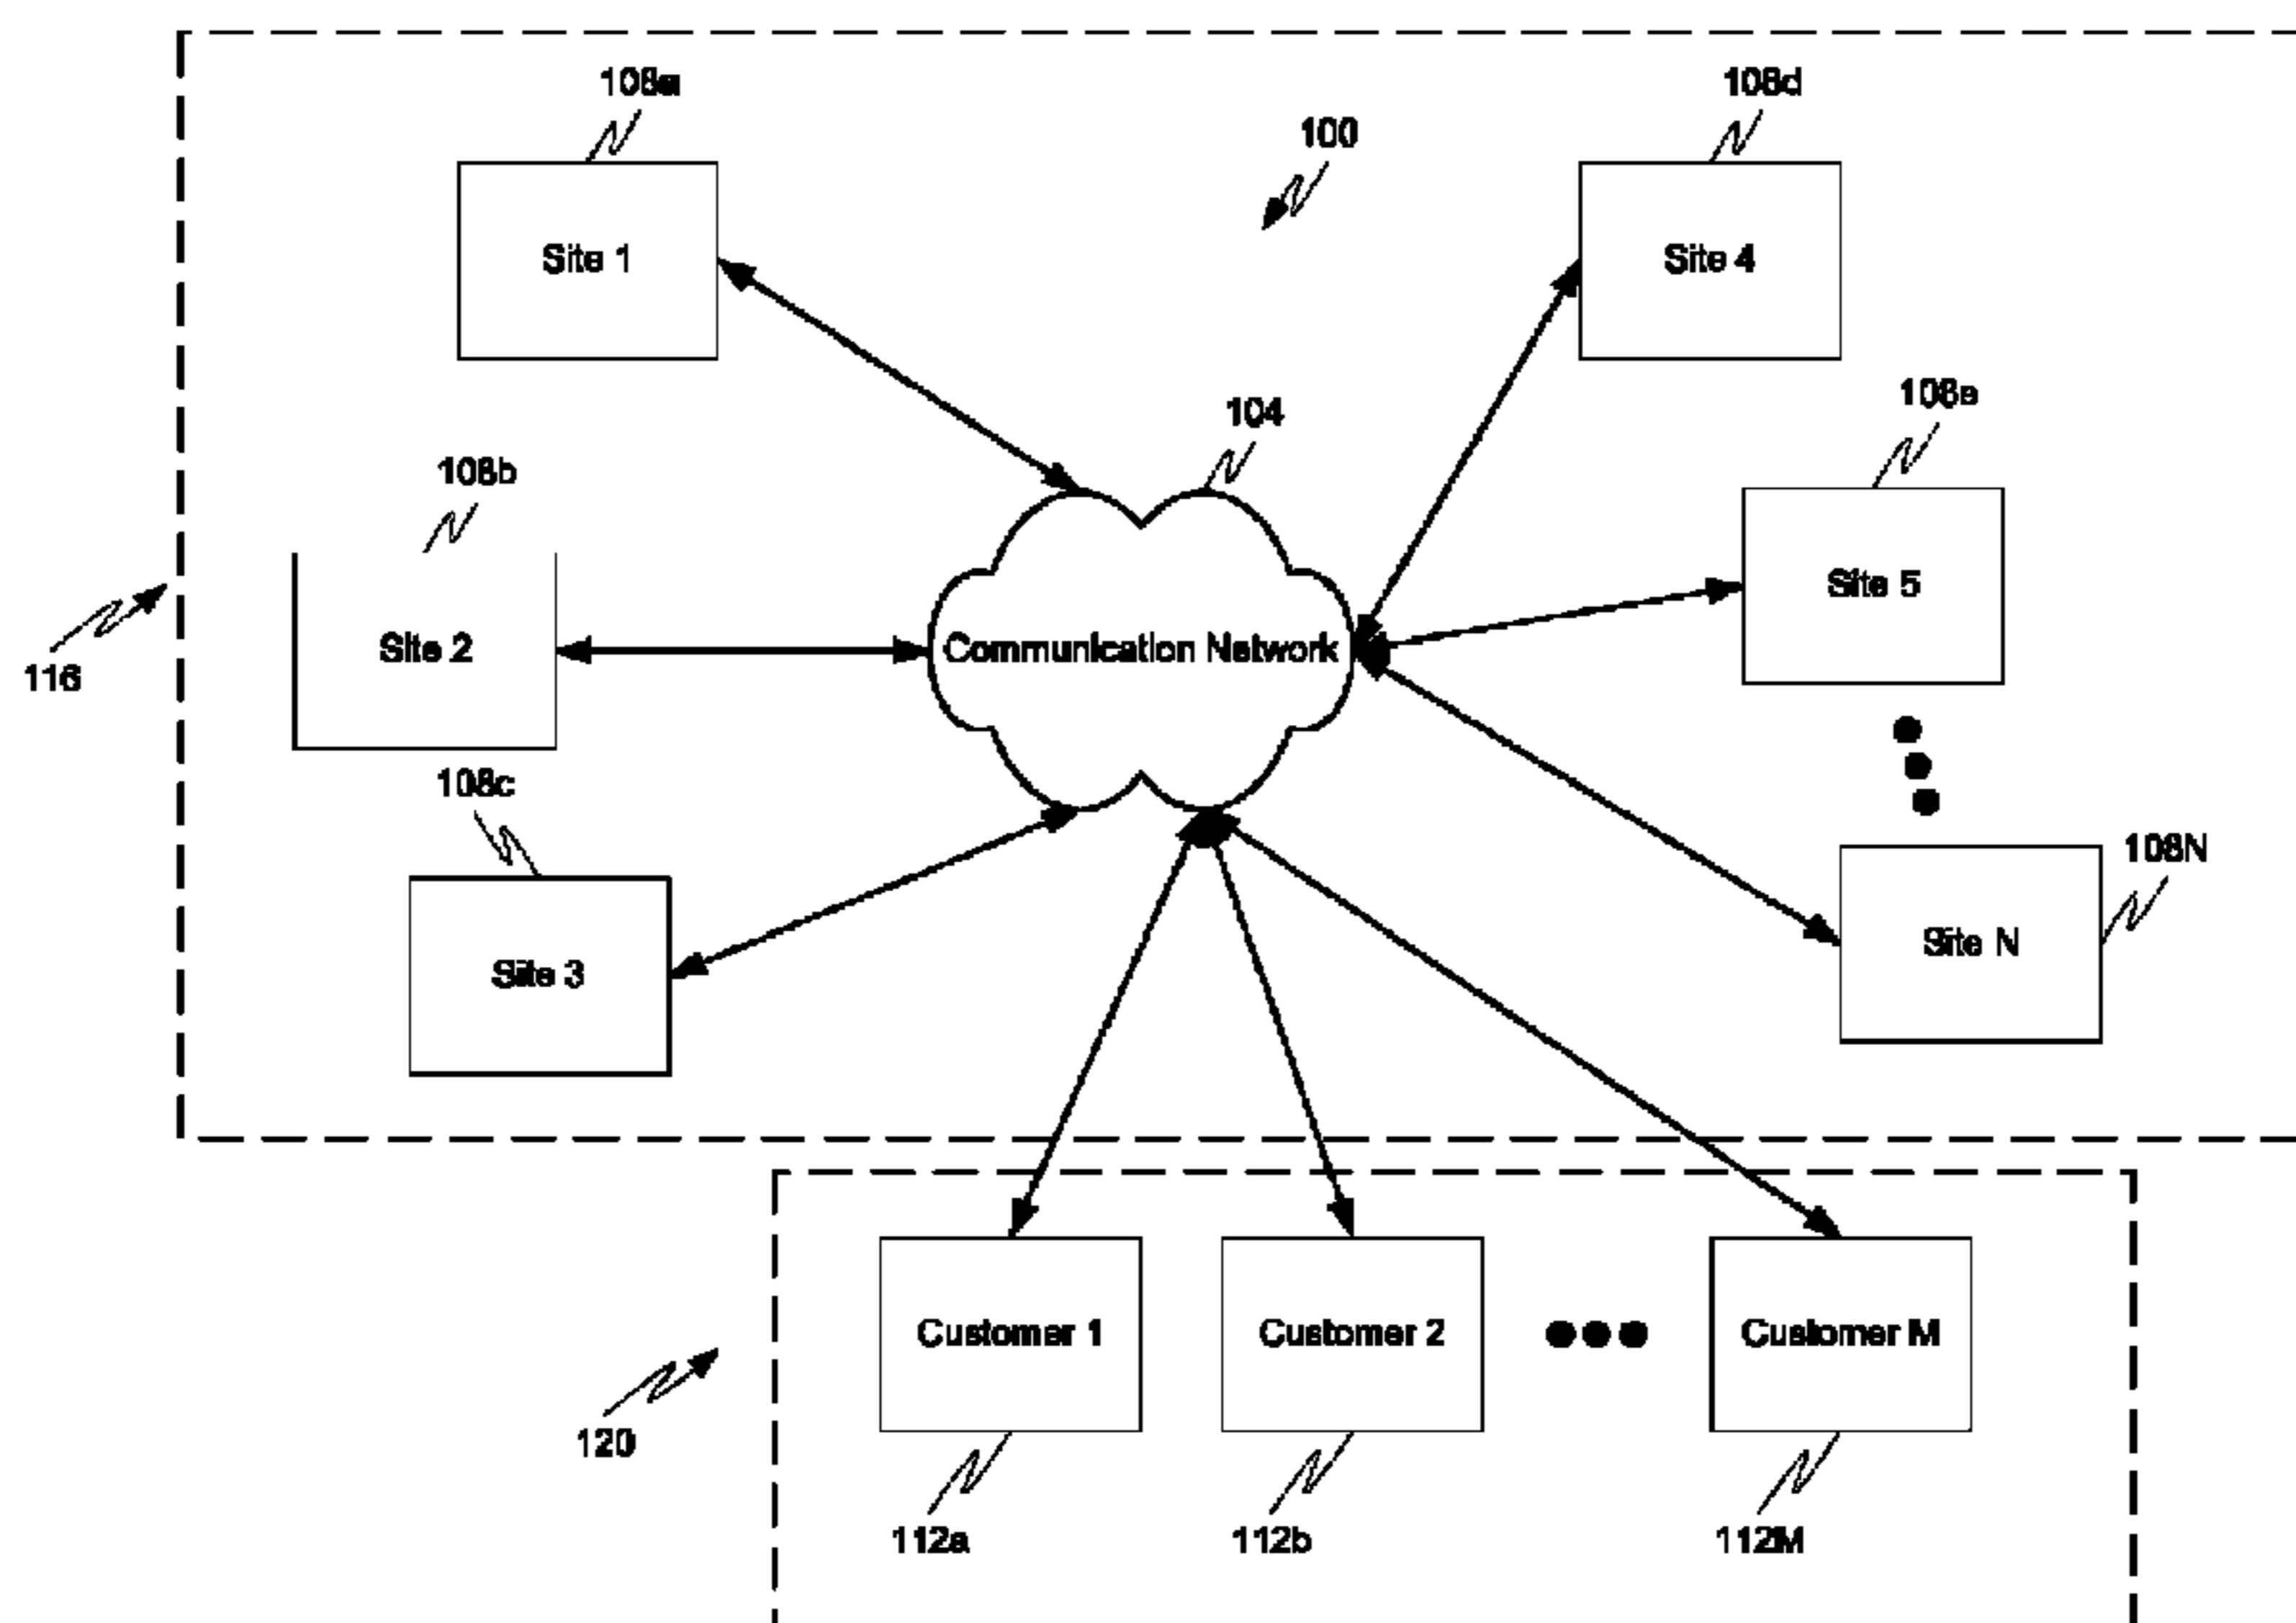 108a
108d
100
Site 1
Site 4
108e
104
108b
Site 5
Communication Network
Site 2
116
108c
108N
Site N
Site 3
Customer 1
Customer 2
Customer M
120
112a
112b
112M